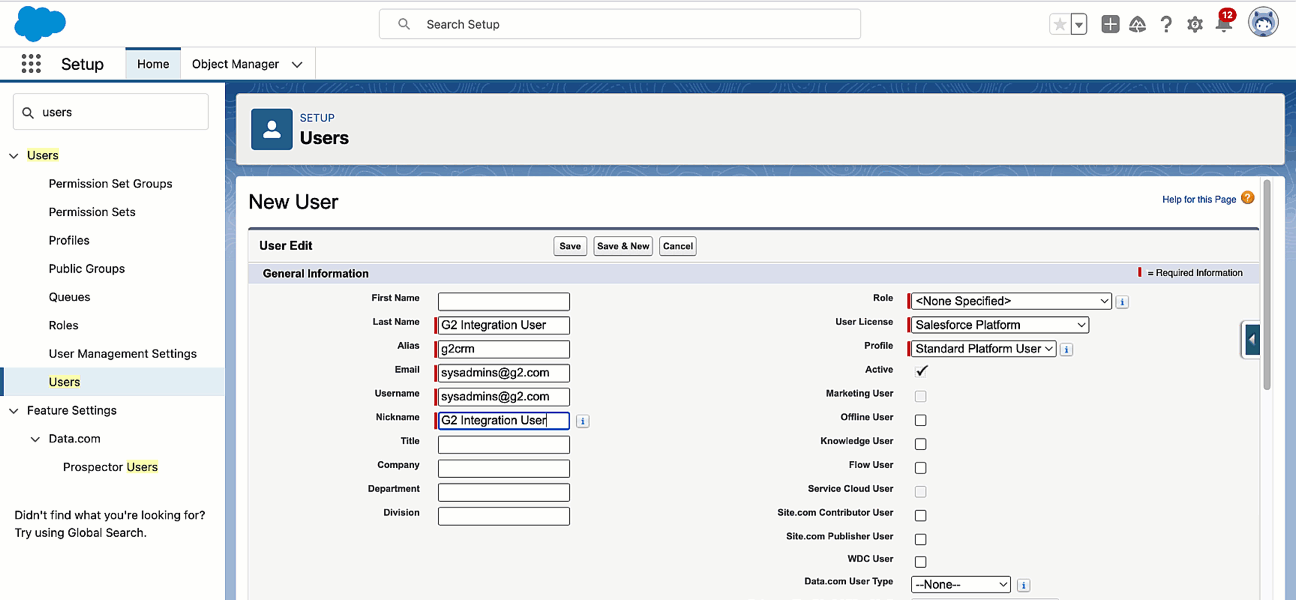 Search Setup
12
Setup
Home
Object Manager
users
Users
Permission Set Groups
Permission Sets
Profiles
Public Groups
Queues
Roles
User Management Settings
Users
Feature Settings
Data.com
Prospector Users
Didn't find what you're looking for?
Try using Global Search.
SETUP
Users
New User
Help for this Page ?
User Edit
Save
Save & New
Cancel
General Information
= Required Information
First Name
Last Name G2 Integration User
Alias g2crm
Email sysadmins@g2.com
Username sysadmins@g2.com
Nickname G2 Integration User i
Title
Company
Department
Division
Role <None Specified> i
User License Salesforce Platform
Profile Standard Platform User i
Active
Marketing User
Offline User
Knowledge User
Flow User
Service Cloud User
Site.com Contributor User
Site.com Publisher User
WDC User
Data.com User Type --None-- i